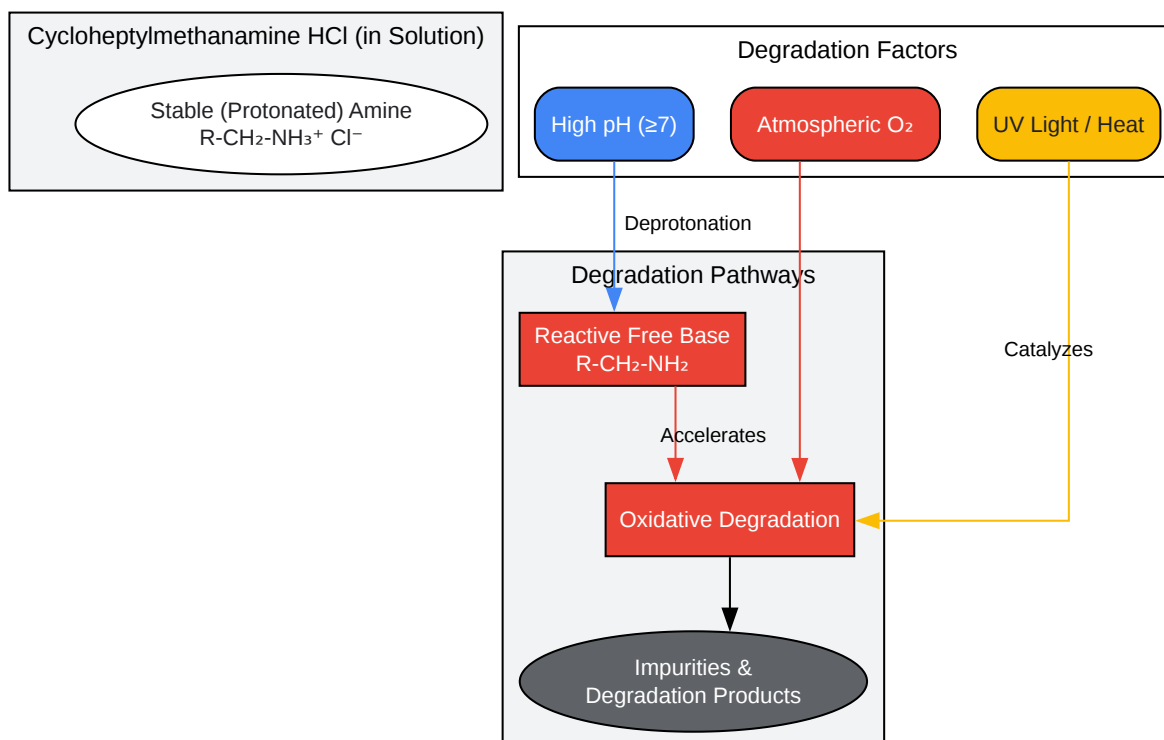 Cycloheptylmethanamine HCl (in Solution)
Stable (Protonated) Amine
R-CH₂-NH₃⁺ Cl⁻
Degradation Factors
High pH (≥7)
Atmospheric O₂
UV Light / Heat
Deprotonation
Degradation Pathways
Reactive Free Base
R-CH₂-NH₂
Catalyzes
Accelerates
Oxidative Degradation
Impurities &
Degradation Products